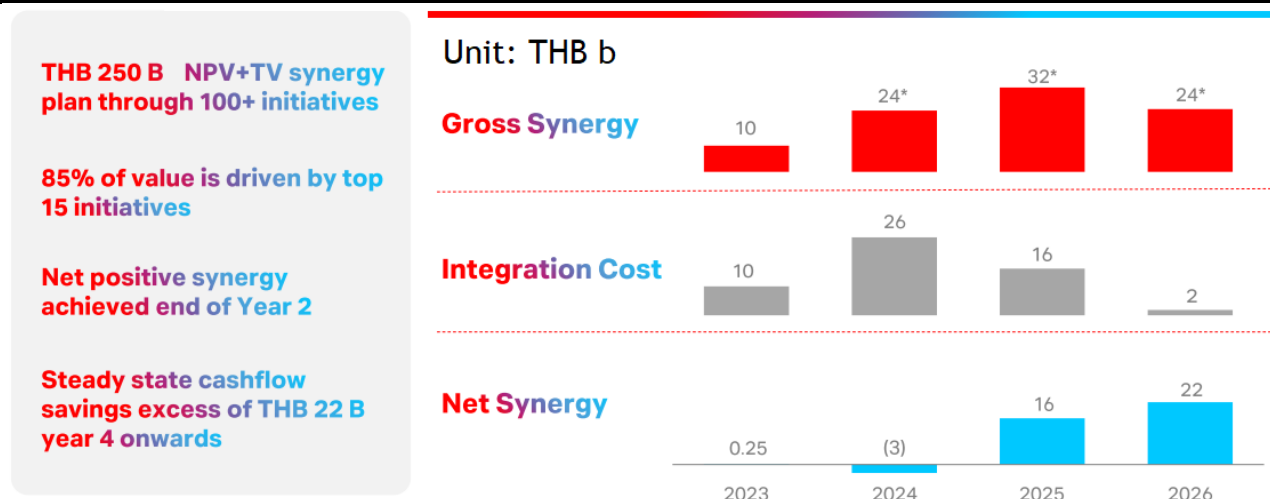 THB 250 B NPV+TV synergy
plan through 100+ initiatives
85% of value is driven by top
15 initiatives
Net positive synergy
achieved end of Year 2
Steady state cashflow
savings excess of THB 22 B
year 4 onwards
Unit: THB b
Gross Synergy
10
24*
32*
24*
Integration Cost
10
26
16
2
Net Synergy
0.25
(3)
16
22
2023
2024
2025
2026